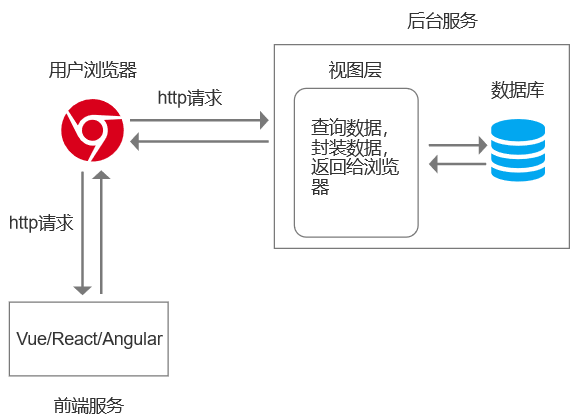 后台服务
用户浏览器
视图层
http请求
数据库
查询数据，
封装数据，
返回给浏览
器
http请求
Vue/React/Angular
前端服务